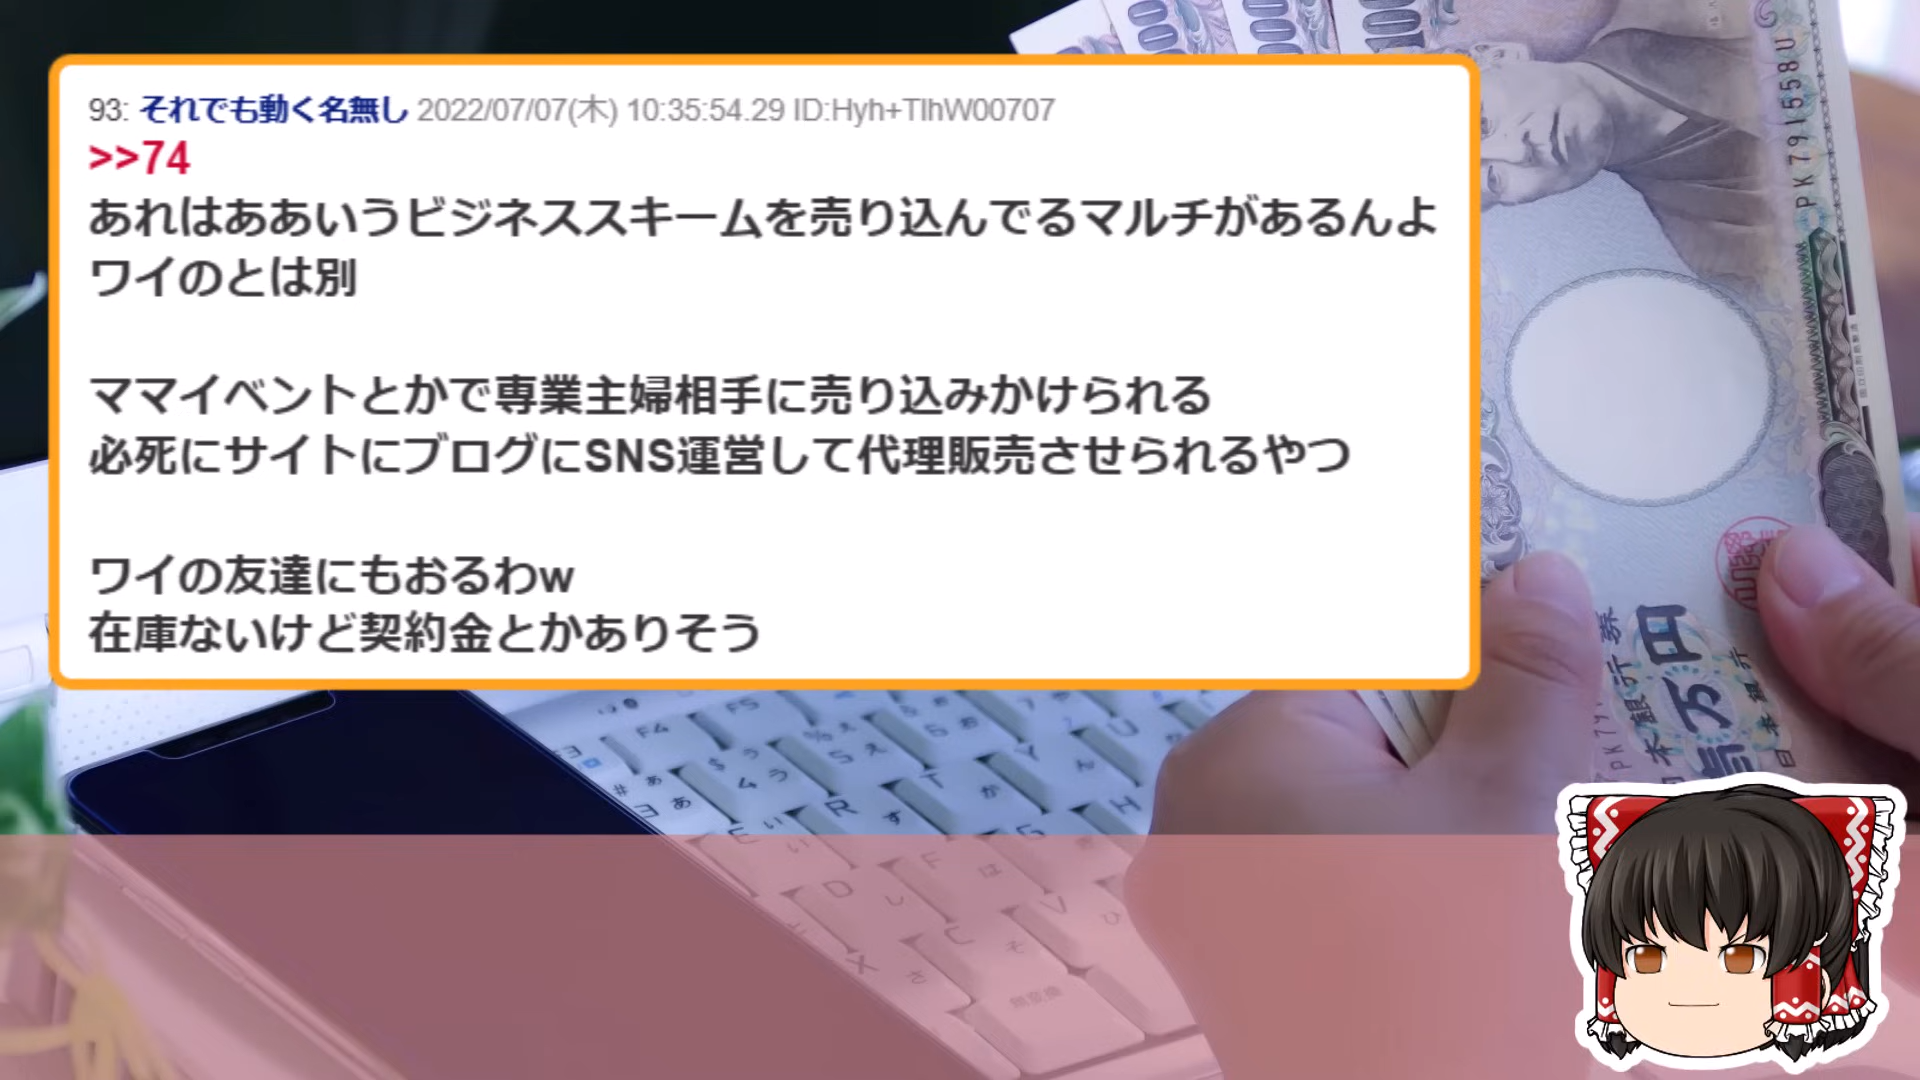 93: それでも動く名無し 2022/07/07(木) 10:35:54.29 ID:Hyh+TlhW00707
>>74
あれはああいうビジネススキームを売り込んでるマルチがあるんよ
ワイのとは別
ママイベントとかで専業主婦相手に売り込みかけられる
必死にサイトにブログにSNS運営して代理販売させられるやつ
ワイの友達にもおるわw
在庫ないけど契約金とかありそう
PK791558U